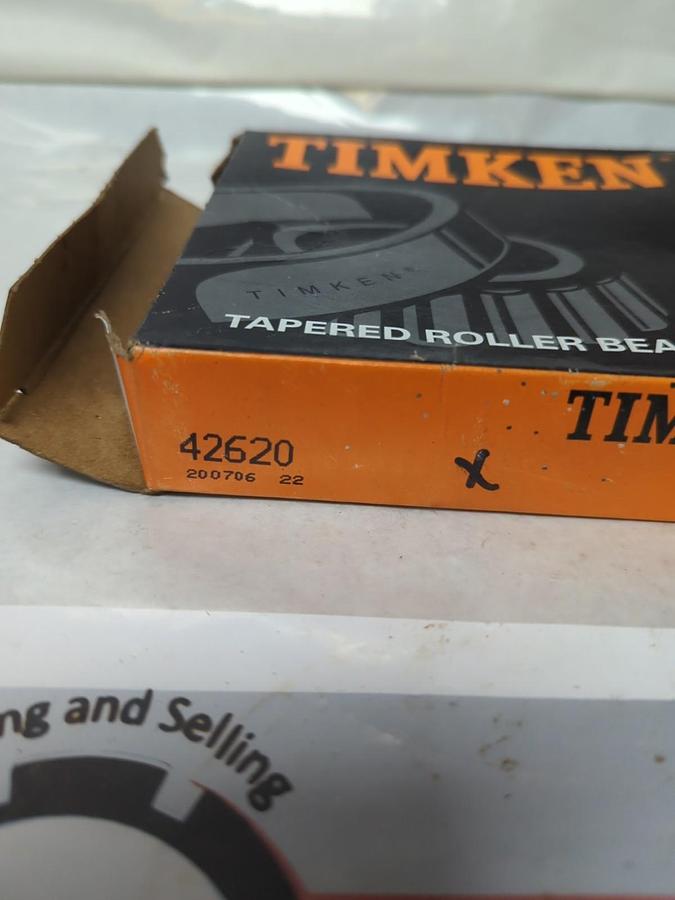 TIMKEN
TIMKEN®
TAPERED ROLLER BEA
TIM
42620
200706 22
x
ng and Selling